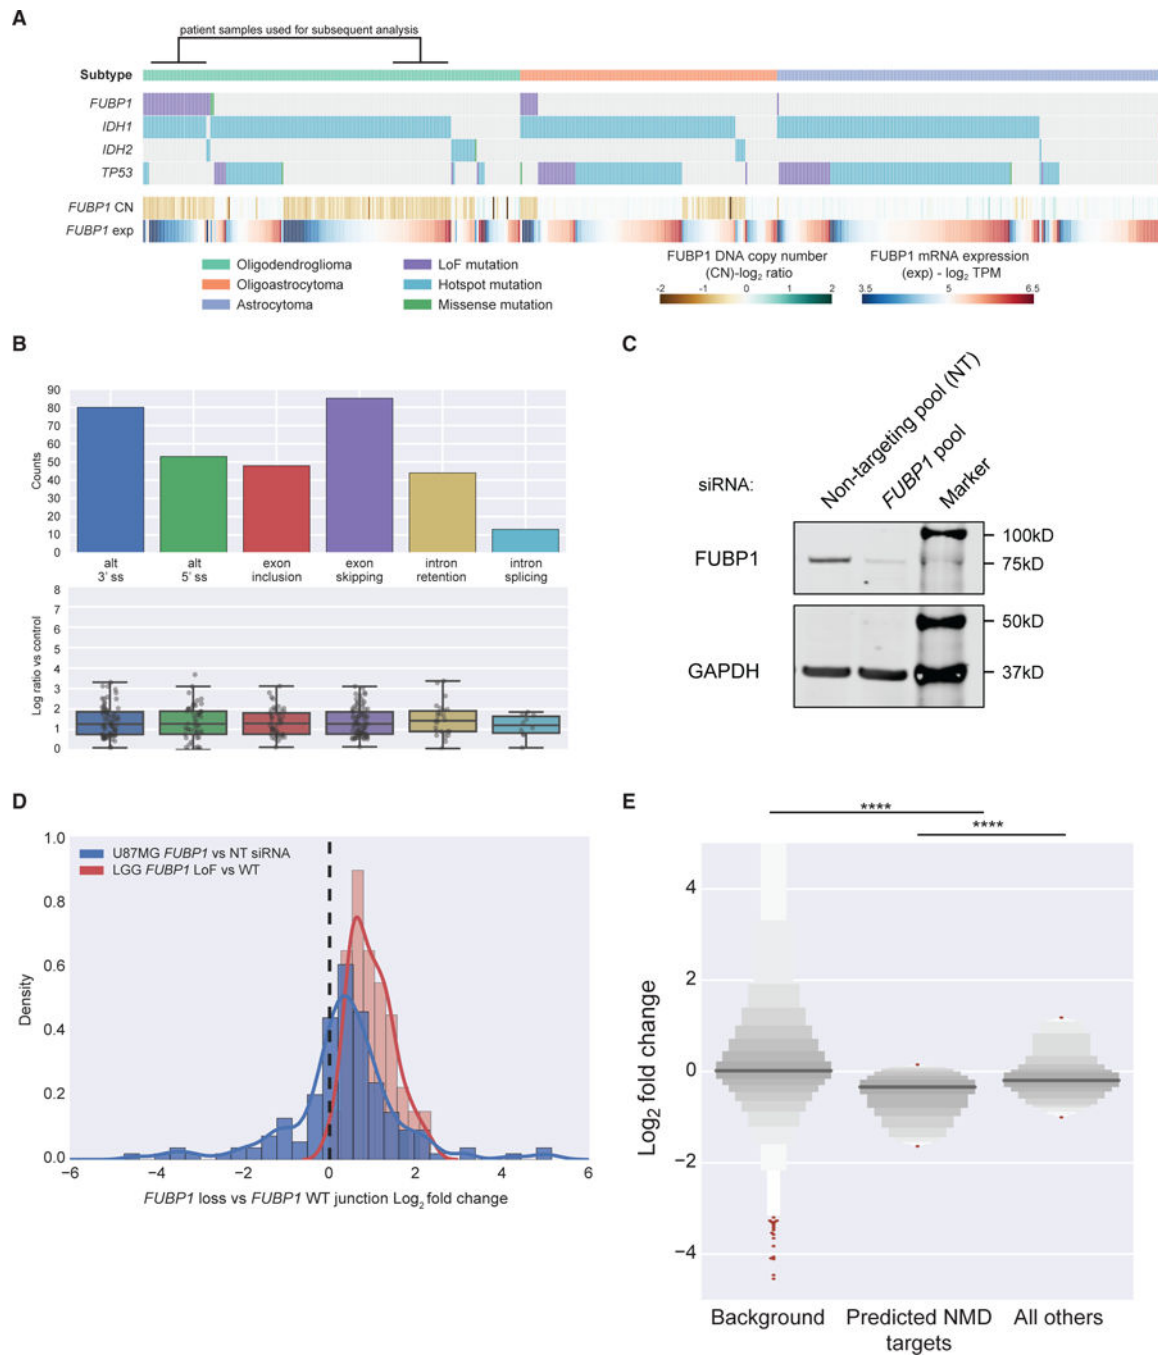 A
patient samples used for subsequent analysis
Subtype
FUBP1
IDH1
IDH2
TP53
FUBP1 CN
FUBP1 exp
Oligodendroglioma
Oligoastrocytoma
Astrocytoma
LoF mutation
Hotspot mutation
Missense mutation
FUBP1 DNA copy number
(CN)-log2 ratio
-2 -1 0 1 2
FUBP1 mRNA expression
(exp) - log2 TPM
3.5 5 6.5
B
Counts
90
80
70
60
50
40
30
20
10
0
alt 3′ ss
alt 5′ ss
exon inclusion
exon skipping
intron retention
intron splicing
Log ratio vs control
8
7
6
5
4
3
2
1
0
C
siRNA:
Non-targeting pool (NT)
FUBP1 pool
Marker
FUBP1
100kD
75kD
GAPDH
50kD
37kD
D
U87MG FUBP1 vs NT siRNA
LGG FUBP1 LoF vs WT
Density
1.0
0.8
0.6
0.4
0.2
0.0
−6 −4 −2 0 2 4 6
FUBP1 loss vs FUBP1 WT junction Log2 fold change
E
****
****
Log2 fold change
4
2
0
−2
−4
Background
Predicted NMD targets
All others